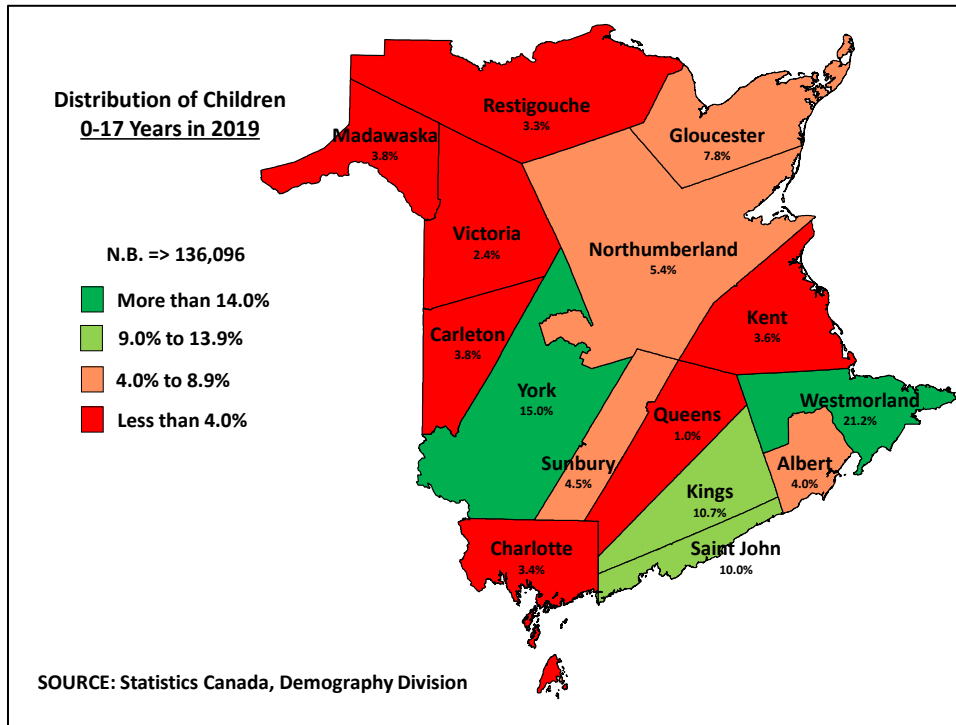 Distribution of Children
0-17 Years in 2019
Restigouche
3.3%
Gloucester
7.8%
Madawaska
3.8%
Victoria
2.4%
Northumberland
5.4%
N.B. => 136,096
More than 14.0%
9.0% to 13.9%
4.0% to 8.9%
Less than 4.0%
Carleton
3.8%
Kent
3.6%
York
15.0%
Westmorland
21.2%
Queens
1.0%
Sunbury
4.5%
Albert
4.0%
Kings
10.7%
Charlotte
3.4%
Saint John
10.0%
SOURCE: Statistics Canada, Demography Division